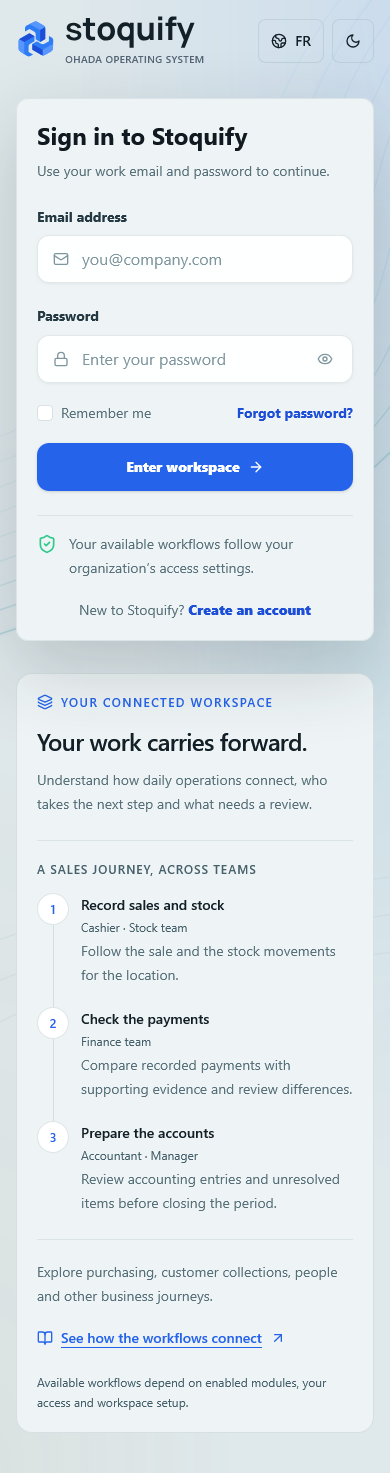 stoquify
OHADA OPERATING SYSTEM
FR
Sign in to Stoquify
Use your work email and password to continue.
Email address
you@company.com
Password
Enter your password
Remember me
Forgot password?
Enter workspace →
Your available workflows follow your
organization's access settings.
New to Stoquify? Create an account
YOUR CONNECTED WORKSPACE
Your work carries forward.
Understand how daily operations connect, who
takes the next step and what needs a review.
A SALES JOURNEY, ACROSS TEAMS
1
Record sales and stock
Cashier · Stock team
Follow the sale and the stock movements
for the location.
2
Check the payments
Finance team
Compare recorded payments with
supporting evidence and review differences.
3
Prepare the accounts
Accountant · Manager
Review accounting entries and unresolved
items before closing the period.
Explore purchasing, customer collections, people
and other business journeys.
See how the workflows connect ↗
Available workflows depend on enabled modules, your
access and workspace setup.